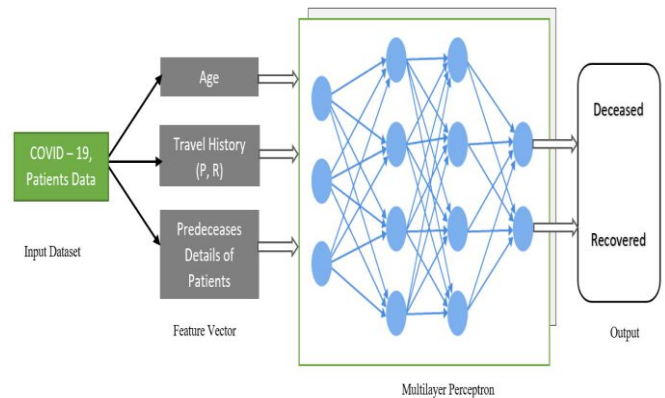 COVID – 19,
Patients Data
Input Dataset
Age
Travel History
(P, R)
Predeceases
Details of
Patients
Feature Vector
Multilayer Perceptron
Deceased
Recovered
Output